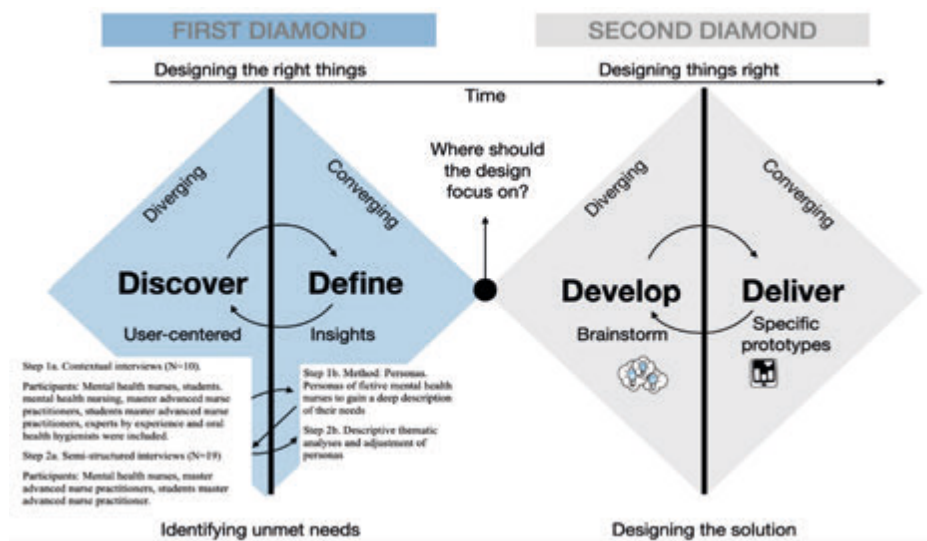 FIRST DIAMOND
SECOND DIAMOND
Designing the right things
Designing things right
Time
Where should
the design
focus on?
Diverging
Converging
Diverging
Converging
Discover
Define
Develop
Deliver
User-centered
Insights
Brainstorm
Specific
prototypes
Step 1a. Contextual interviews (N=10).
Participants: Mental health nurses, students.
mental health nursing, master advanced nurse
practitioners, students master advanced nurse
practitioners, experts by experience and oral
health hygienists were included.
Step 2a. Semi-structured interviews (N=19)
Participants: Mental health nurses, master
advanced nurse practitioners, students master
advanced nurse practitioner.
Step 1b. Method. Personas.
Personas of fictive mental health
nurses to gain a deep description
of their needs
Step 2b. Descriptive thematic
analyses and adjustment of
personas
Identifying unmet needs
Designing the solution